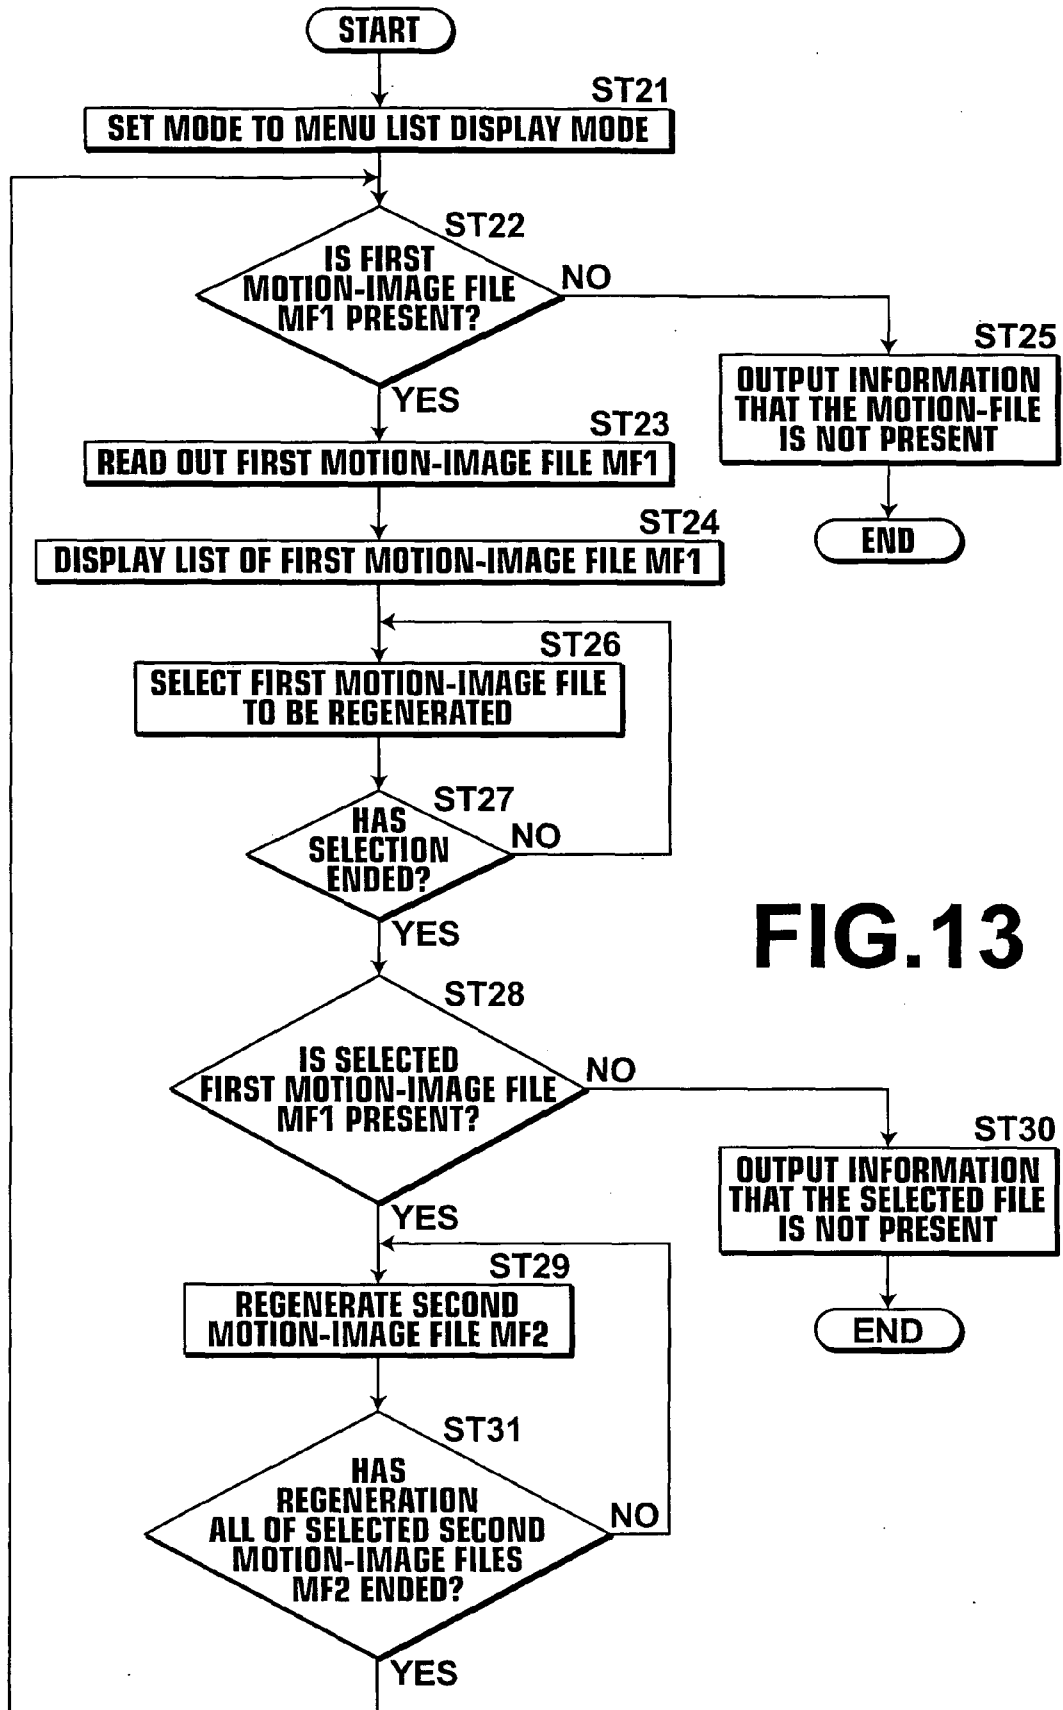 START
ST21
SET MODE TO MENU LIST DISPLAY MODE
ST22
IS FIRST
MOTION-IMAGE FILE
MF1 PRESENT?
NO
YES
ST25
OUTPUT INFORMATION
THAT THE MOTION-FILE
IS NOT PRESENT
END
ST23
READ OUT FIRST MOTION-IMAGE FILE MF1
ST24
DISPLAY LIST OF FIRST MOTION-IMAGE FILE MF1
ST26
SELECT FIRST MOTION-IMAGE FILE
TO BE REGENERATED
ST27
HAS
SELECTION
ENDED?
NO
YES
FIG.13
ST28
IS SELECTED
FIRST MOTION-IMAGE FILE
MF1 PRESENT?
NO
YES
ST30
OUTPUT INFORMATION
THAT THE SELECTED FILE
IS NOT PRESENT
END
ST29
REGENERATE SECOND
MOTION-IMAGE FILE MF2
ST31
HAS
REGENERATION
ALL OF SELECTED SECOND
MOTION-IMAGE FILES
MF2 ENDED?
NO
YES